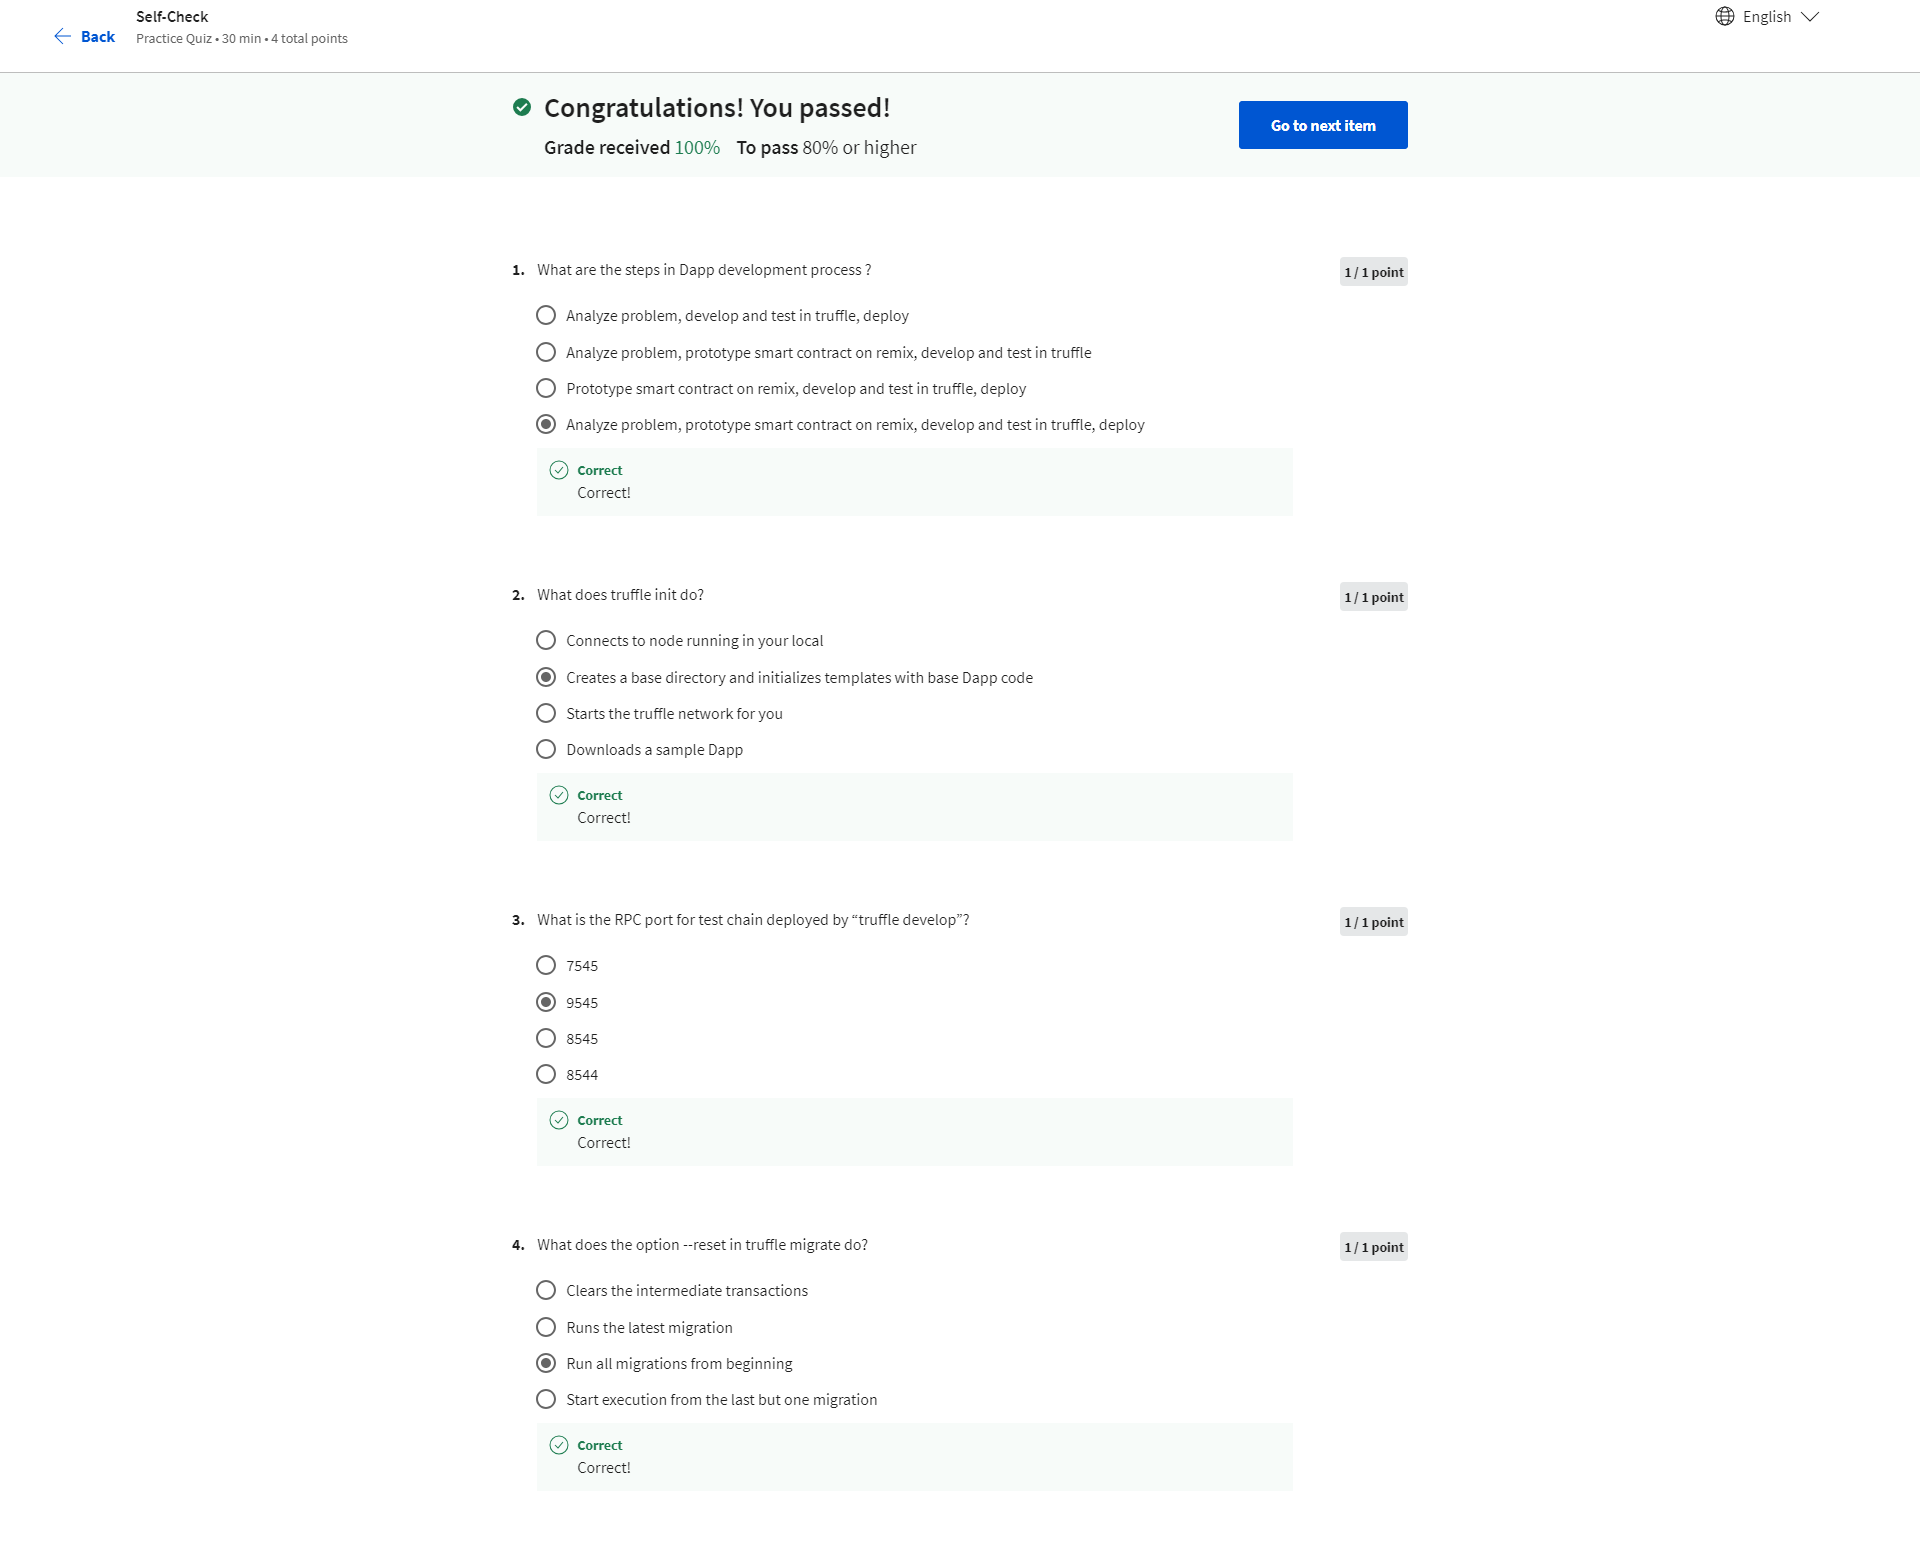 Back
Self-Check
Practice Quiz • 30 min • 4 total points
English
Congratulations! You passed!
Grade received 100% To pass 80% or higher
Go to next item
1. What are the steps in Dapp development process ?
1 / 1 point
Analyze problem, develop and test in truffle, deploy
Analyze problem, prototype smart contract on remix, develop and test in truffle
Prototype smart contract on remix, develop and test in truffle, deploy
Analyze problem, prototype smart contract on remix, develop and test in truffle, deploy
Correct
Correct!
2. What does truffle init do?
1 / 1 point
Connects to node running in your local
Creates a base directory and initializes templates with base Dapp code
Starts the truffle network for you
Downloads a sample Dapp
Correct
Correct!
3. What is the RPC port for test chain deployed by “truffle develop”?
1 / 1 point
7545
9545
8545
8544
Correct
Correct!
4. What does the option --reset in truffle migrate do?
1 / 1 point
Clears the intermediate transactions
Runs the latest migration
Run all migrations from beginning
Start execution from the last but one migration
Correct
Correct!